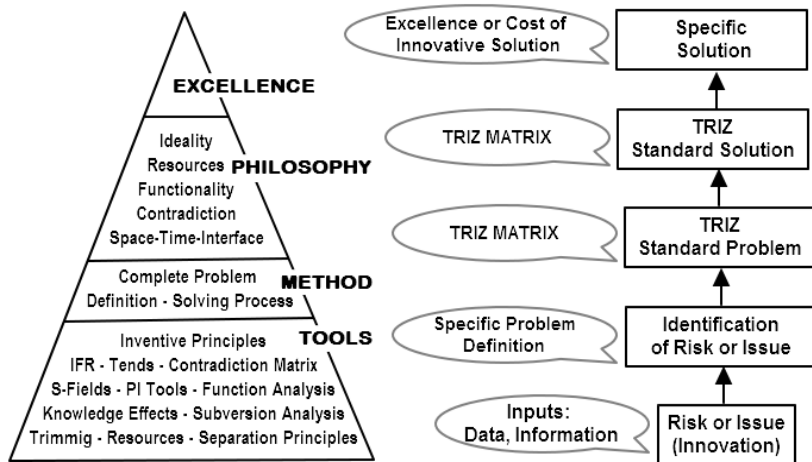 EXCELLENCE
Ideality
Resources
Functionality
Contradiction
Space-Time-Interface
PHILOSOPHY
Complete Problem
Definition - Solving Process
METHOD
TOOLS
Inventive Principles
IFR - Tends - Contradiction Matrix
S-Fields - PI Tools - Function Analysis
Knowledge Effects - Subversion Analysis
Trimmig - Resources - Separation Principles
Excellence or Cost of
Innovative Solution
Specific
Solution
TRIZ MATRIX
TRIZ
Standard Solution
TRIZ MATRIX
TRIZ
Standard Problem
Specific Problem
Definition
Identification
of Risk or Issue
Inputs:
Data, Information
Risk or Issue
(Innovation)